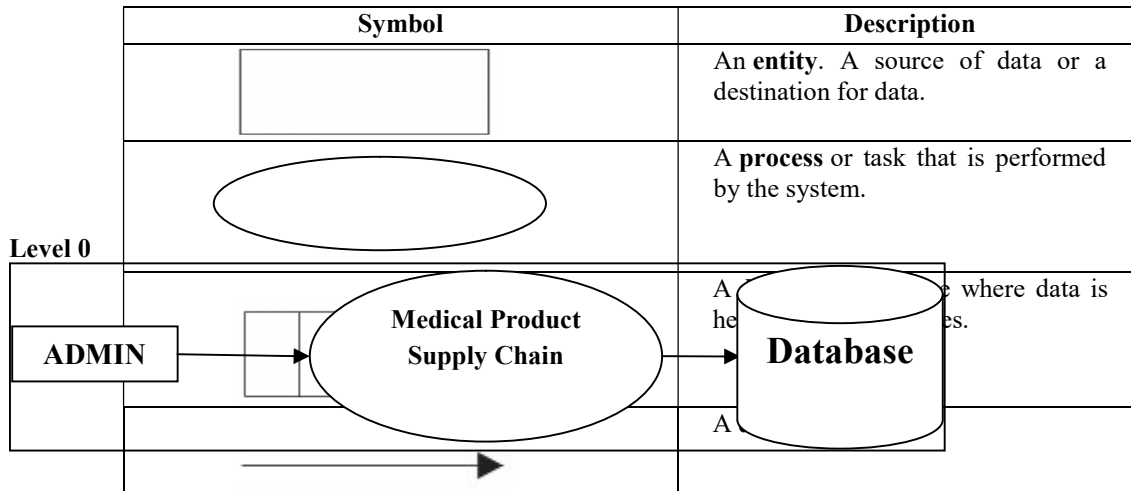 Symbol
Description
An entity. A source of data or a
destination for data.
A process or task that is performed
by the system.
Level 0
A where data is
he es.
Medical Product
Supply Chain
ADMIN
Database
A